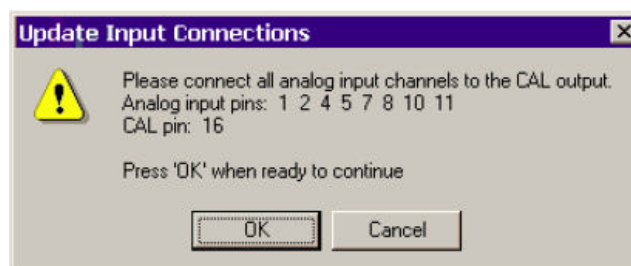 Update Input Connections
Please connect all analog input channels to the CAL output.
Analog input pins: 1 2 4 5 7 8 10 11
CAL pin: 16
Press 'OK' when ready to continue
OK
Cancel